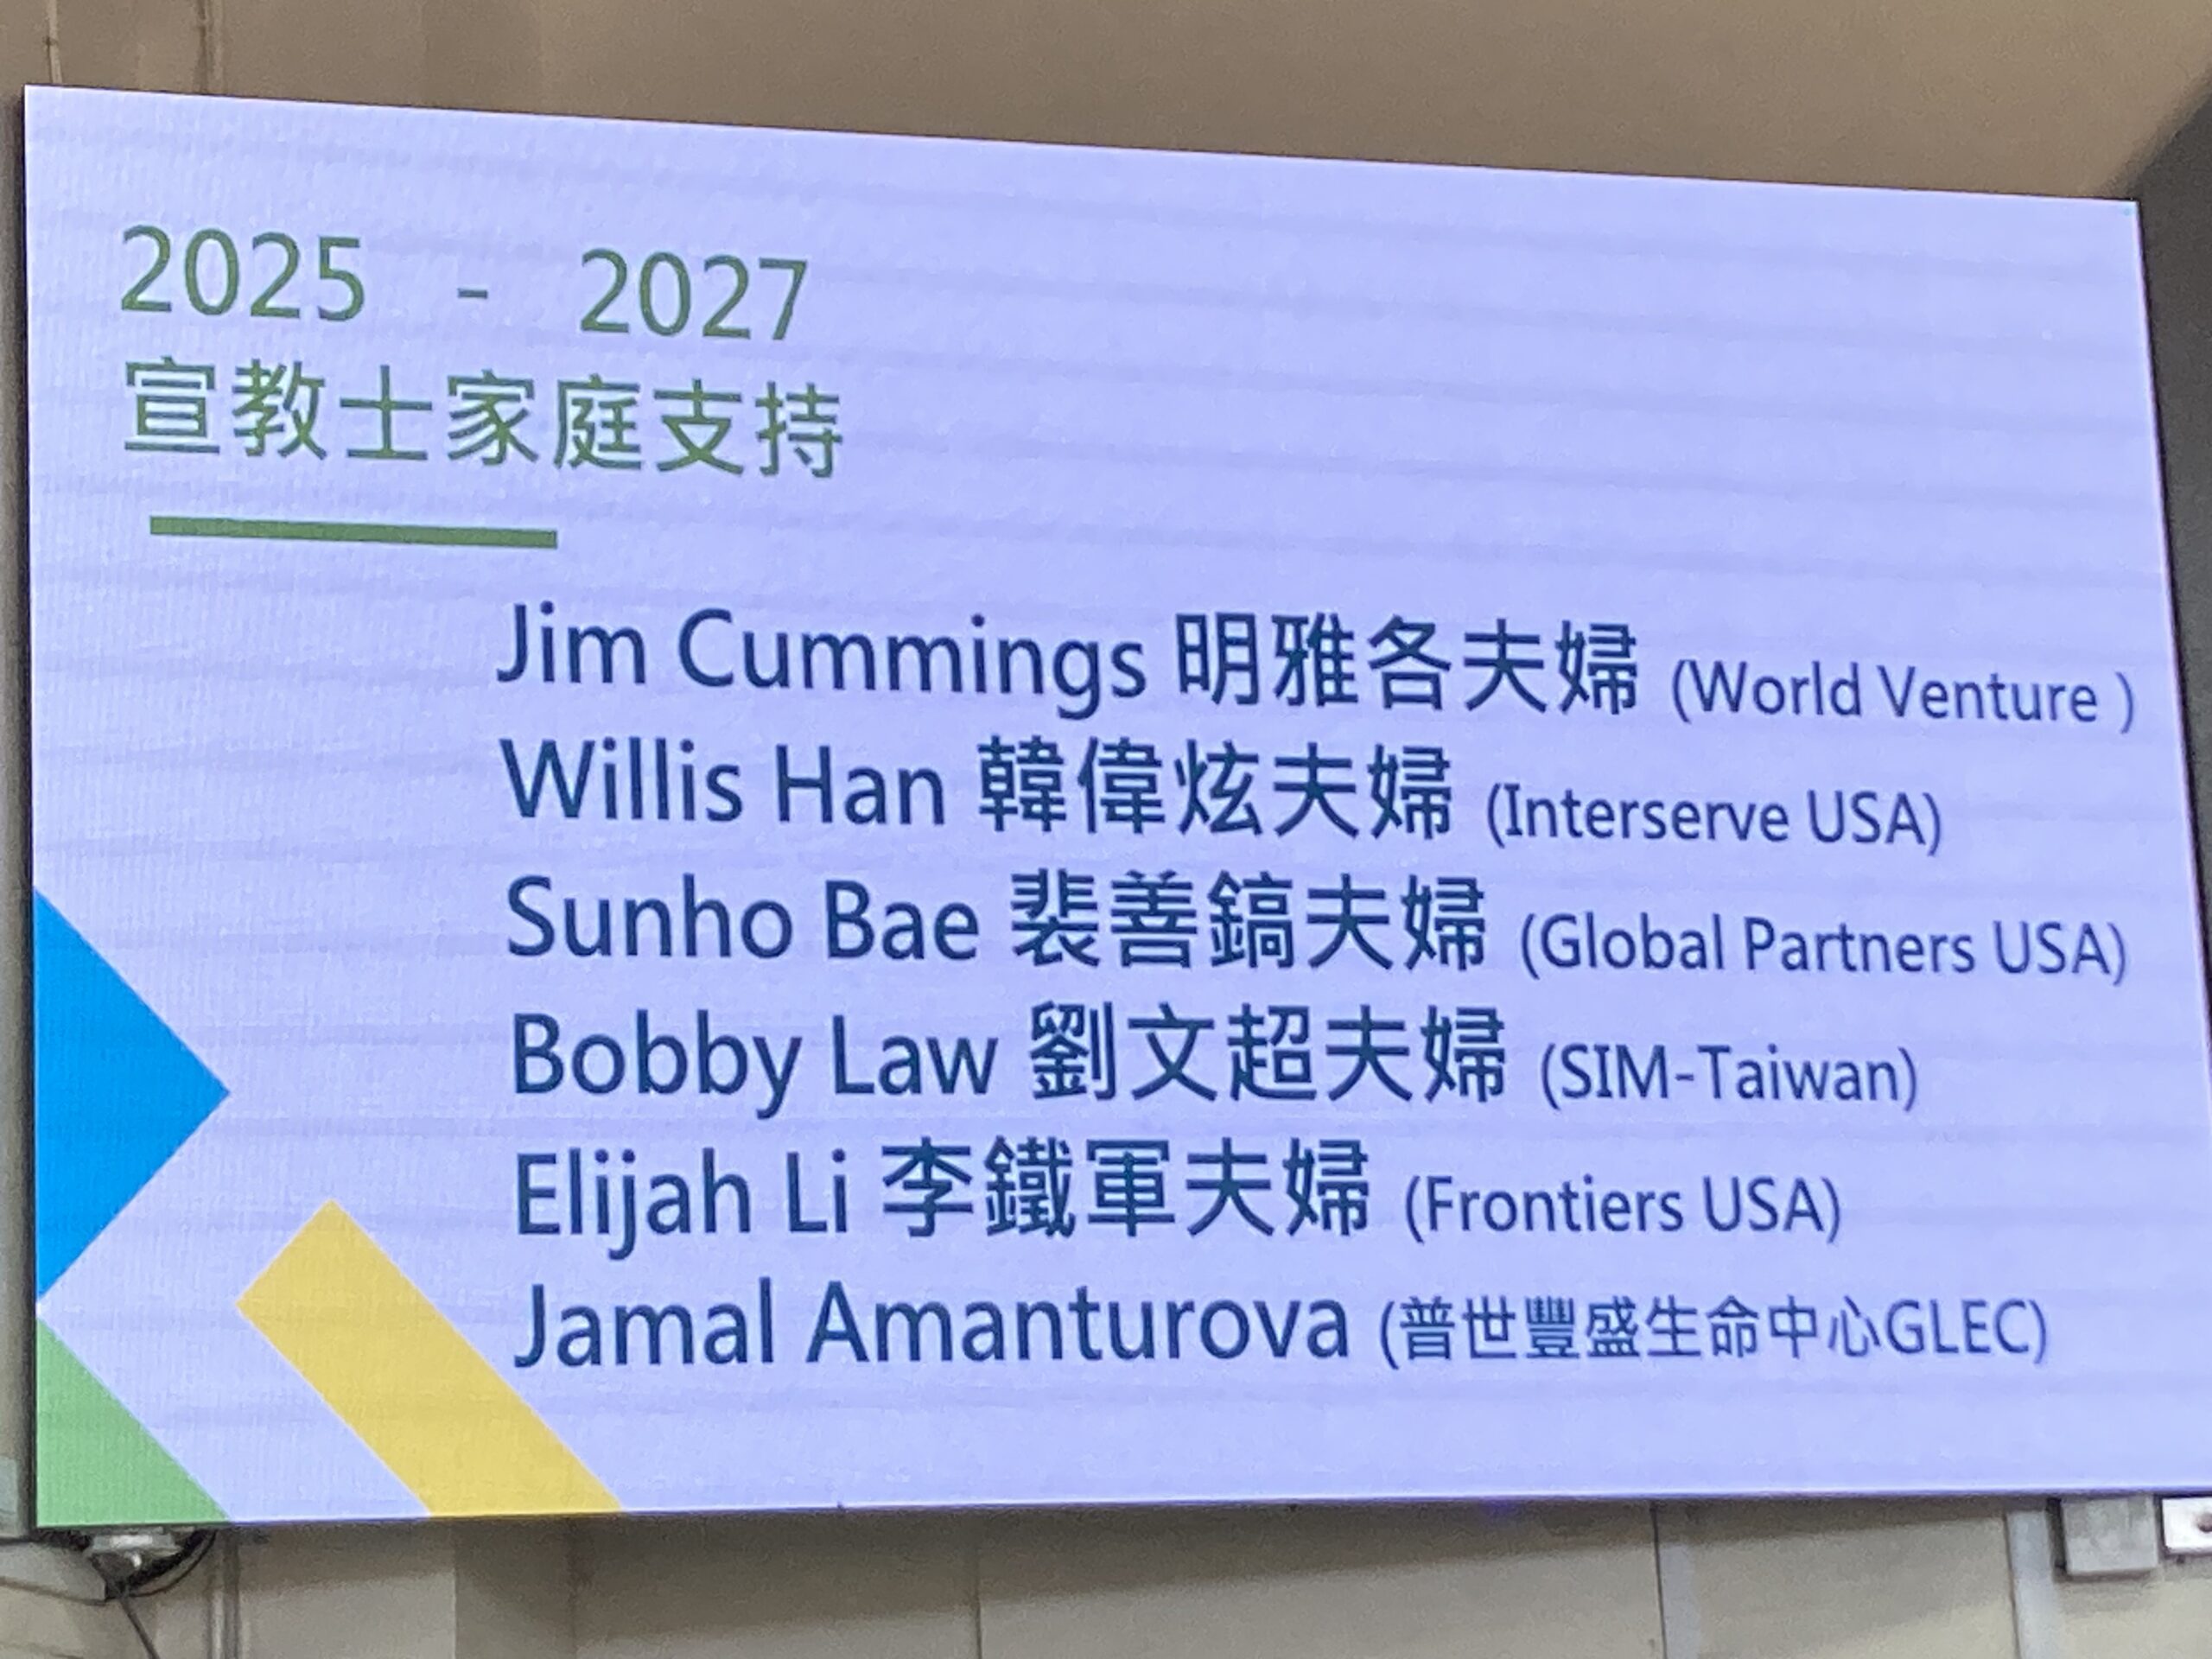 2025 - 2027
宣教士家庭支持
Jim Cummings 明雅各夫婦 (World Venture )
Willis Han 韓偉炫夫婦 (Interserve USA)
Sunho Bae 裴善鎬夫婦 (Global Partners USA)
Bobby Law 劉文超夫婦 (SIM-Taiwan)
Elijah Li 李鐵軍夫婦 (Frontiers USA)
Jamal Amanturova (普世豐盛生命中心GLEC)